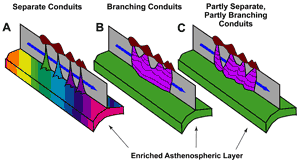 Separate Conduits
Branching Conduits
Partly Separate,
Partly Branching
Conduits
A
B
C
Enriched Asthenospheric Layer